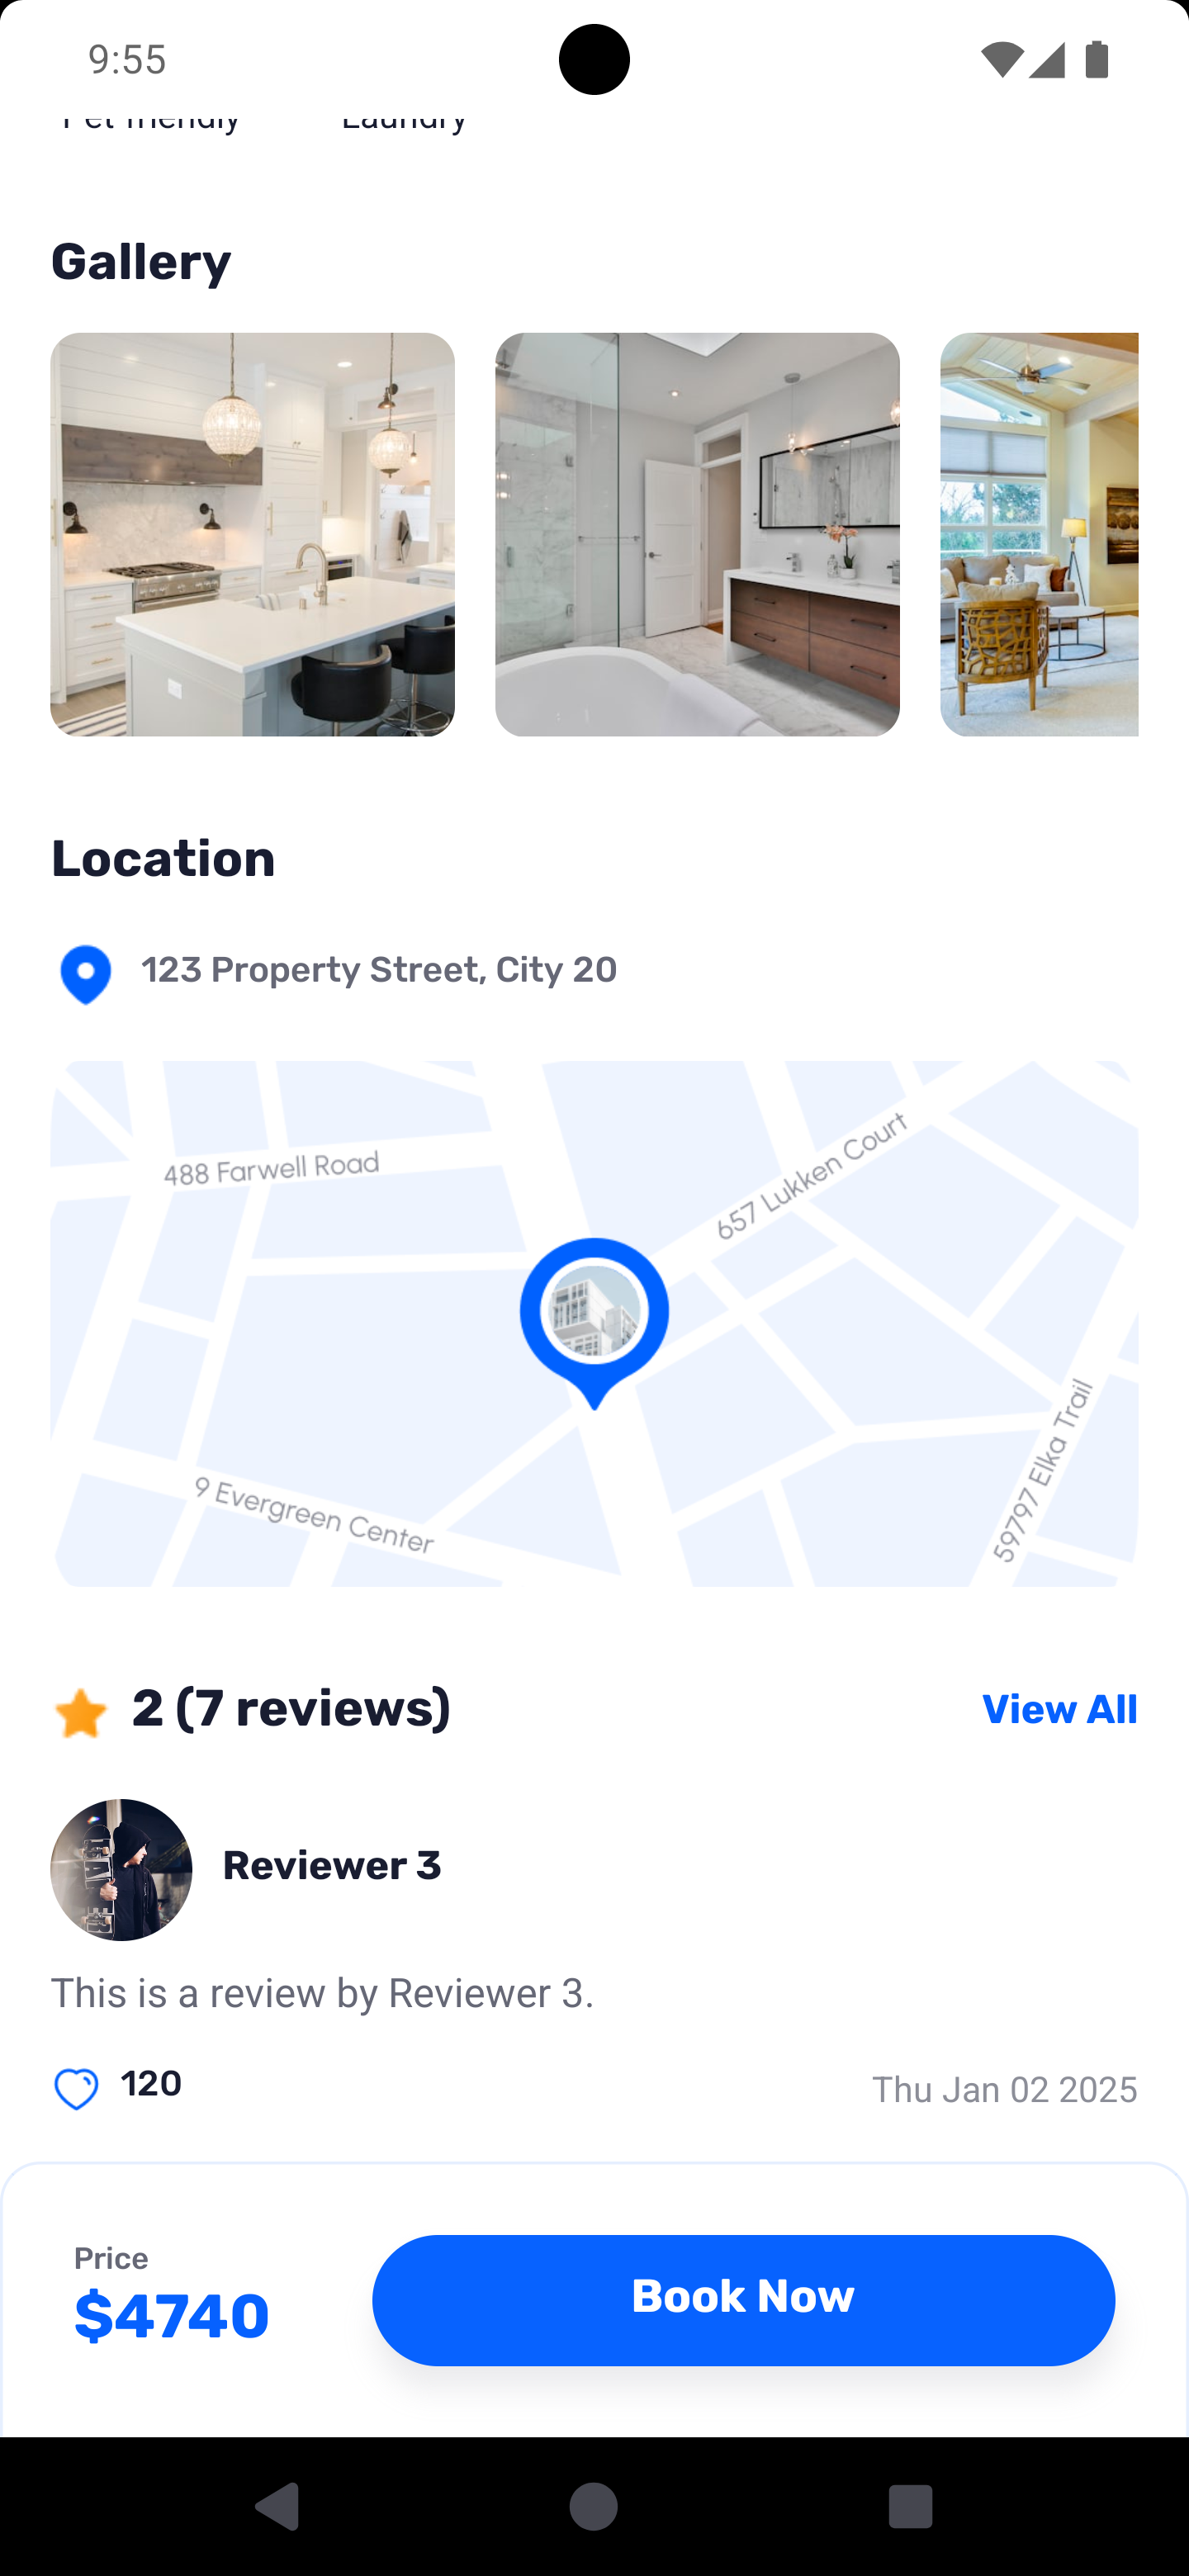 9:55
Pet friendly Laundry
Gallery
Location
123 Property Street, City 20
488 Farwell Road
657 Lukken Court
59797 Elka Trail
9 Evergreen Center
2 (7 reviews)
View All
Reviewer 3
This is a review by Reviewer 3.
120
Thu Jan 02 2025
Price
$4740
Book Now